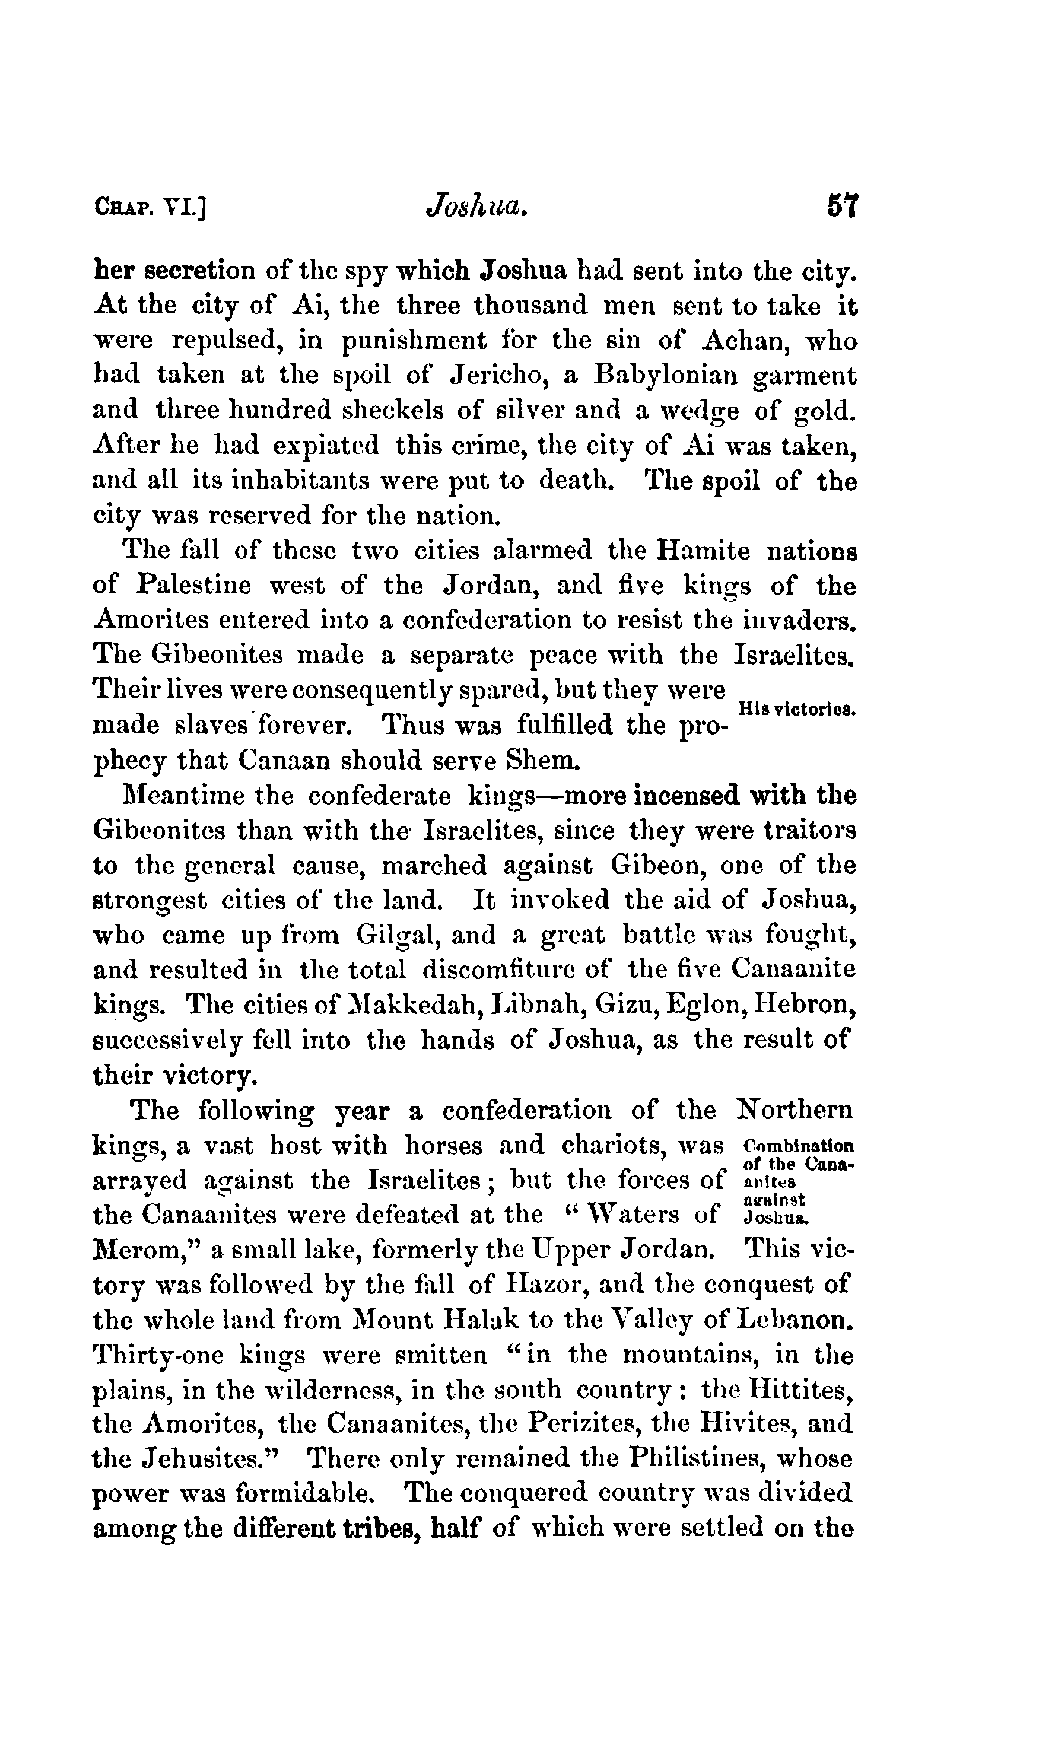 CHAP. VI.] Joshua. 57
her secretion of the spy which Joshua had sent into the city.
At the city of Ai, the three thousand men sent to take it
were repulsed, in punishment for the sin of Achan, who
had taken at the spoil of Jericho, a Babylonian garment
and three hundred sheckels of silver and a wedge of gold.
After he had expiated this crime, the city of Ai was taken,
and all its inhabitants were put to death. The spoil of the
city was reserved for the nation.
The fall of these two cities alarmed the Hamite nations
of Palestine west of the Jordan, and five kings of the
Amorites entered into a confederation to resist the invaders.
The Gibeonites made a separate peace with the Israelites.
Their lives were consequently spared, but they were
made slaves forever. Thus was fulfilled the pro-
His victories.
phecy that Canaan should serve Shem.
Meantime the confederate kings—more incensed with the
Gibeonites than with the Israelites, since they were traitors
to the general cause, marched against Gibeon, one of the
strongest cities of the land. It invoked the aid of Joshua,
who came up from Gilgal, and a great battle was fought,
and resulted in the total discomfiture of the five Canaanite
kings. The cities of Makkedah, Libnah, Gizu, Eglon, Hebron,
successively fell into the hands of Joshua, as the result of
their victory.
The following year a confederation of the Northern
kings, a vast host with horses and chariots, was
arrayed against the Israelites; but the forces of
the Canaanites were defeated at the "Waters of
Combination
of the Cana-
anites
against
Joshua.
Merom," a small lake, formerly the Upper Jordan. This vic-
tory was followed by the fall of Hazor, and the conquest of
the whole land from Mount Halak to the Valley of Lebanon.
Thirty-one kings were smitten "in the mountains, in the
plains, in the wilderness, in the south country: the Hittites,
the Amorites, the Canaanites, the Perizites, the Hivites, and
the Jehusites." There only remained the Philistines, whose
power was formidable. The conquered country was divided
among the different tribes, half of which were settled on the